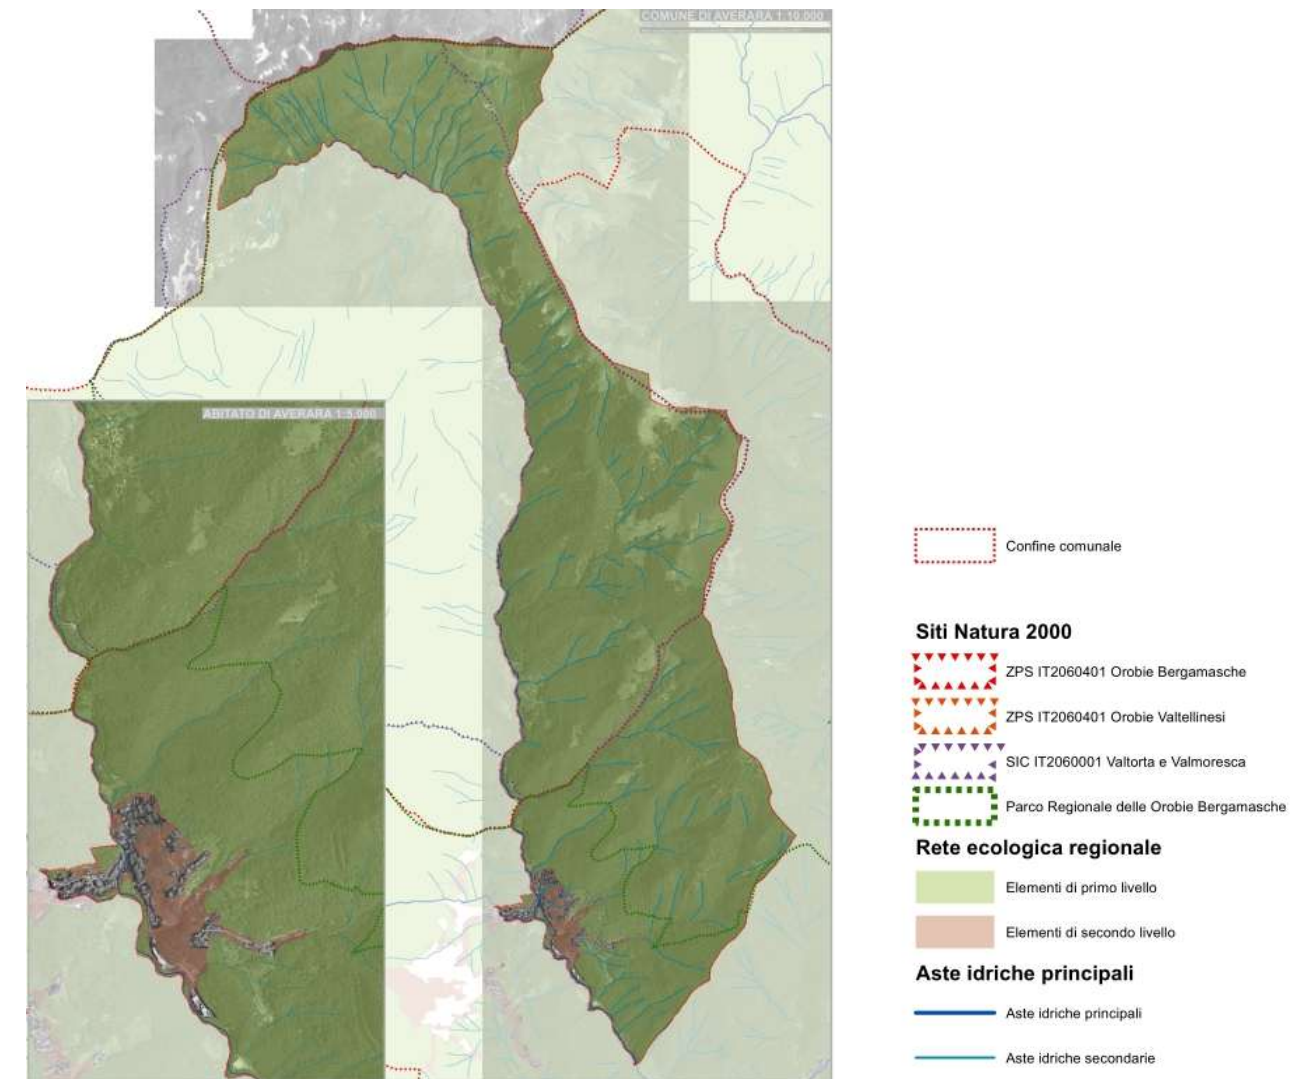 COMUNE DI AVERARA 1:10.000
ABITATO DI AVERARA 1:5.000
Confine comunale
Siti Natura 2000
ZPS IT2060401 Orobie Bergamasche
ZPS IT2060401 Orobie Valtellinesi
SIC IT2060001 Valtorta e Valmoresca
Parco Regionale delle Orobie Bergamasche
Rete ecologica regionale
Elementi di primo livello
Elementi di secondo livello
Aste idriche principali
Aste idriche principali
Aste idriche secondarie